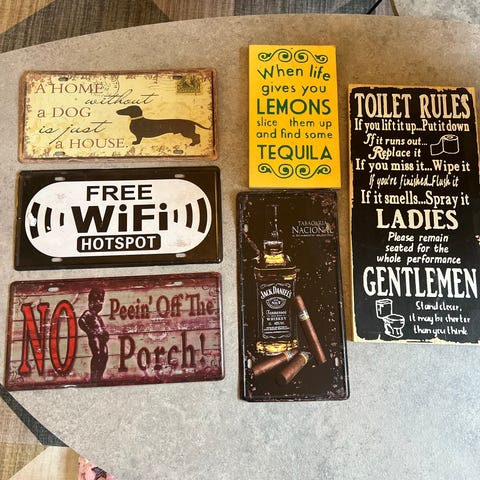 A HOME
without
a DOG
is just
a HOUSE.
FREE
WiFi
HOTSPOT
NO Peein' Off The
Porch!
When life
gives you
LEMONS
slice them up
and find some
TEQUILA
NACIONAL
JACK DANIEL'S
Tennessee
WHISKEY
TOILET RULES
If you lift it up...Put it down
If it runs out...
Replace it
If you miss it...Wipe it
If you're finished..Flush it
If it smells...Spray it
LADIES
Please remain
seated for the
whole performance
GENTLEMEN
Stand closer,
it may be shorter
than you think